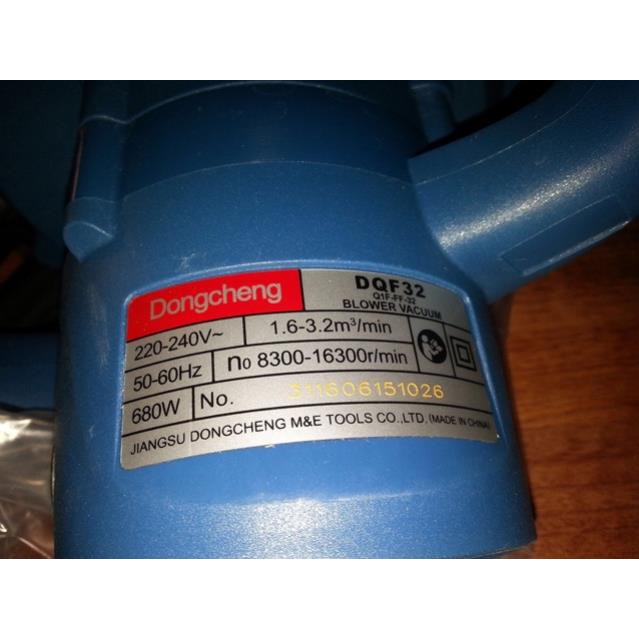 Dongcheng
DQF32
Q1F-FF-32
BLOWER VACUUM
220-240V~
1.6-3.2m³/min
50-60Hz
n0 8300-16300r/min
680W
No. 311606151026
JIANGSU DONGCHENG M&E TOOLS CO.,LTD. (MADE IN CHINA)